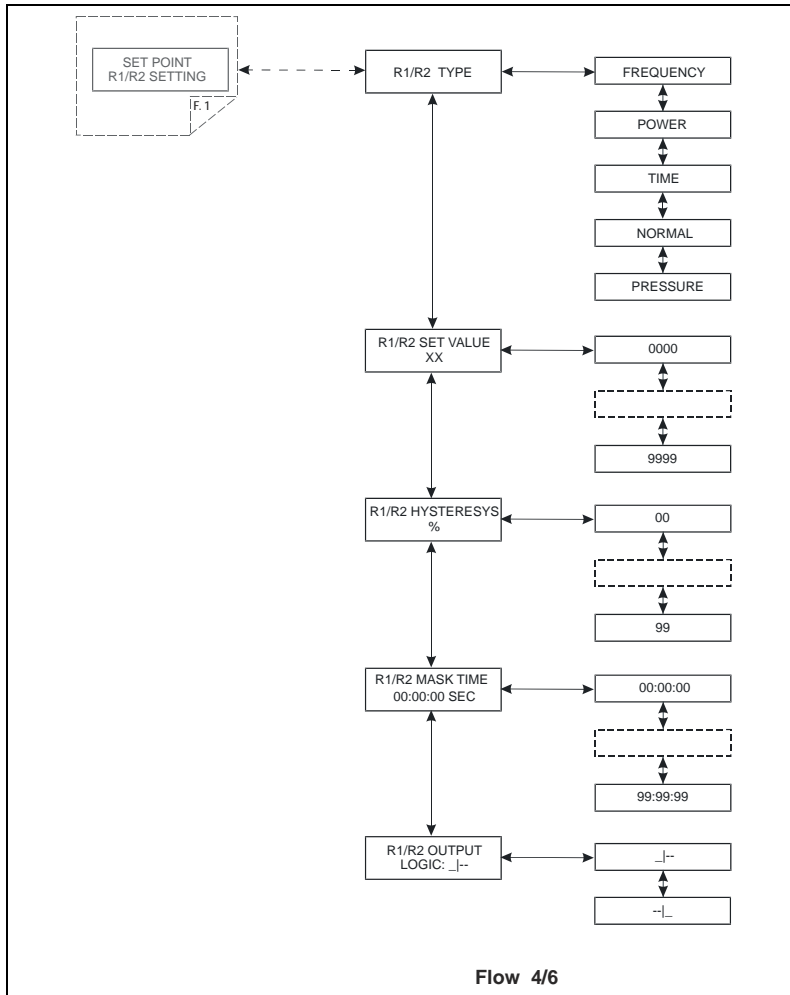 SET POINT
R1/R2 SETTING
F. 1
R1/R2 TYPE
FREQUENCY
POWER
TIME
NORMAL
PRESSURE
R1/R2 SET VALUE
XX
0000
9999
R1/R2 HYSTERESYS
%
00
99
R1/R2 MASK TIME
00:00:00 SEC
00:00:00
99:99:99
R1/R2 OUTPUT
LOGIC: _|--
_|--
--|_
Flow 4/6